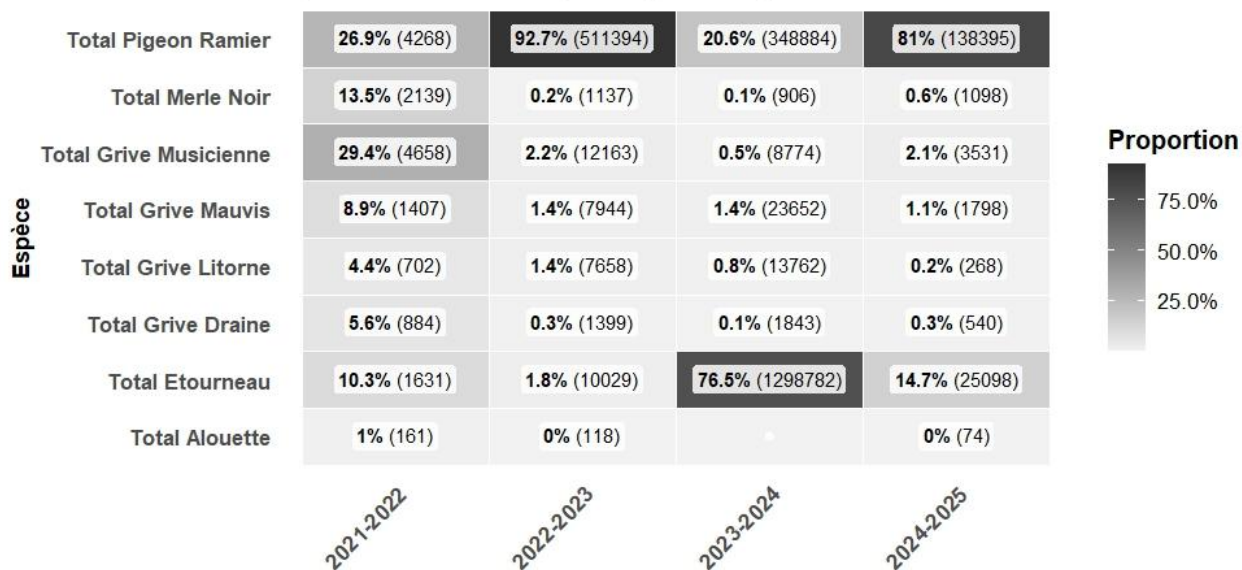 Total Pigeon Ramier 26.9% (4268) 92.7% (511394) 20.6% (348884) 81% (138395)
Total Merle Noir 13.5% (2139) 0.2% (1137) 0.1% (906) 0.6% (1098)
Total Grive Musicienne 29.4% (4658) 2.2% (12163) 0.5% (8774) 2.1% (3531)
Total Grive Mauvis 8.9% (1407) 1.4% (7944) 1.4% (23652) 1.1% (1798)
Total Grive Litorne 4.4% (702) 1.4% (7658) 0.8% (13762) 0.2% (268)
Total Grive Draine 5.6% (884) 0.3% (1399) 0.1% (1843) 0.3% (540)
Total Etourneau 10.3% (1631) 1.8% (10029) 76.5% (1298782) 14.7% (25098)
Total Alouette 1% (161) 0% (118) 0% (74)
Espèce
2021-2022 2022-2023 2023-2024 2024-2025
Proportion
75.0%
50.0%
25.0%